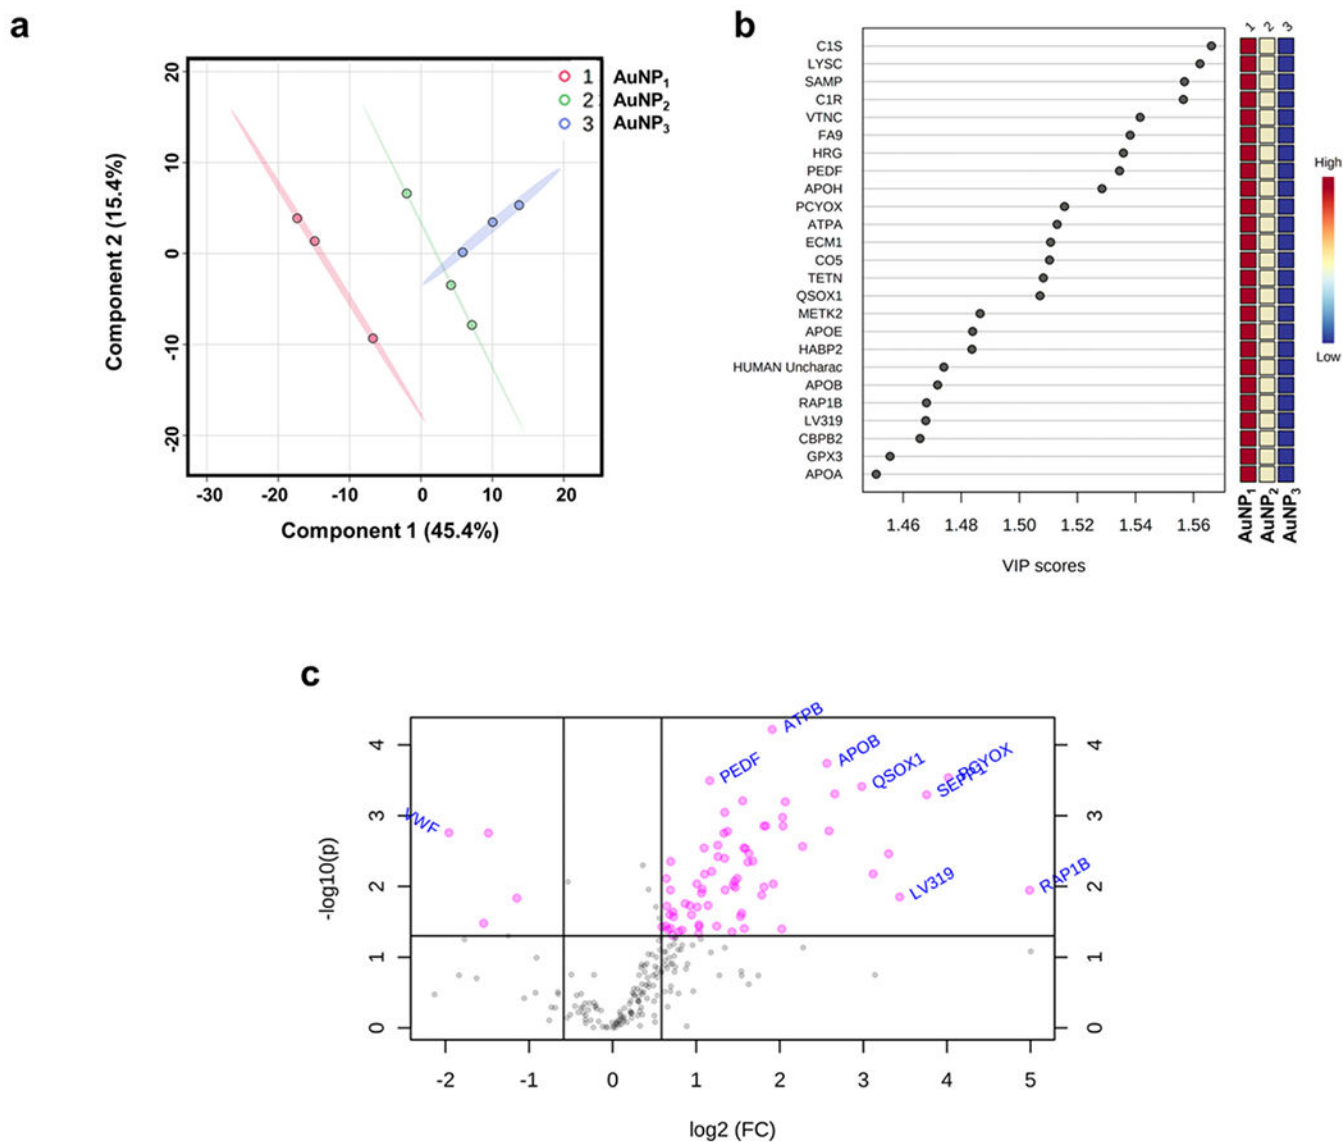 a
20
10
0
-10
-20
-30
-20
-10
0
10
20
Component 2 (15.4%)
Component 1 (45.4%)
1 AuNP1
2 AuNP2
3 AuNP3
b
C1S
LYSC
SAMP
C1R
VTNC
FA9
HRG
PEDF
APOH
PCYOX
ATPA
ECM1
CO5
TETN
QSOX1
METK2
APOE
HABP2
HUMAN Uncharac
APOB
RAP1B
LV319
CBPB2
GPX3
APOA
1.46 1.48 1.50 1.52 1.54 1.56
VIP scores
1 2 3
AuNP1
AuNP2
AuNP3
High
Low
c
ATPB
PEDF
APOB
QSOX1
PCYOX
SEPP1
VWF
LV319
RAP1B
4
3
2
1
0
4
3
2
1
0
-log10(p)
-2 -1 0 1 2 3 4 5
log2 (FC)